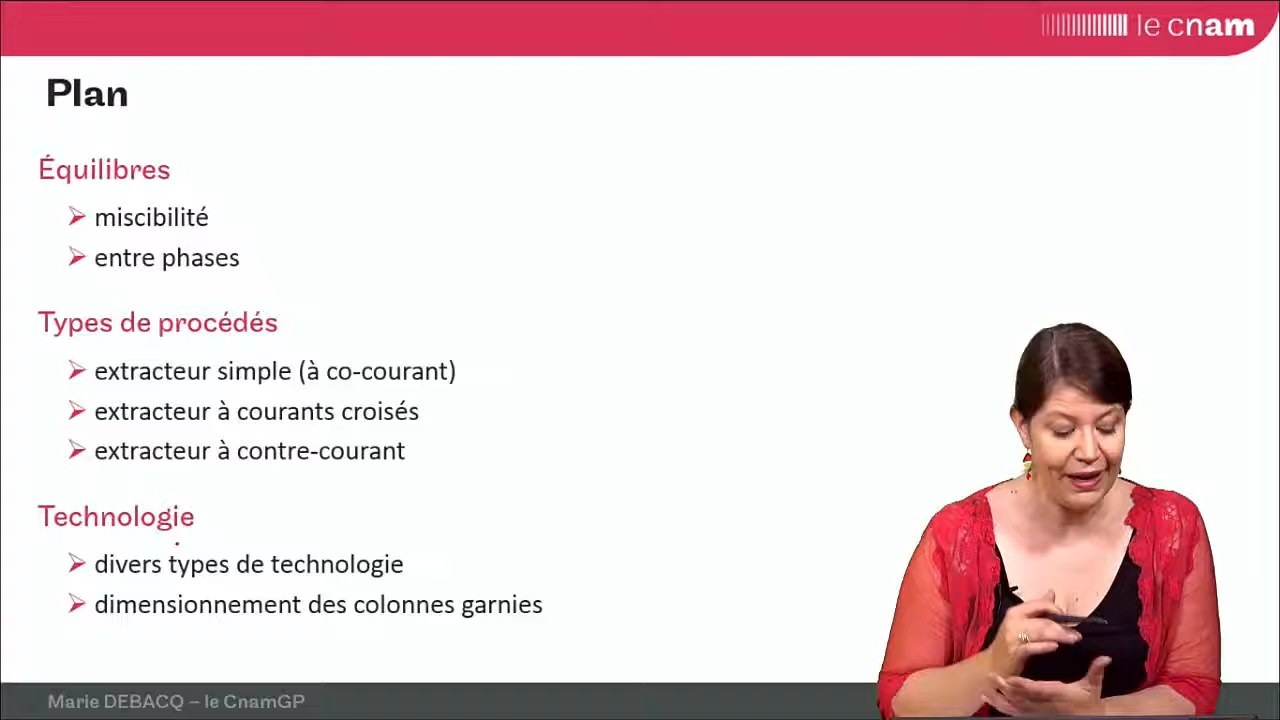 le cnam
Plan
Équilibres
miscibilité
entre phases
Types de procédés
extracteur simple (à co-courant)
extracteur à courants croisés
extracteur à contre-courant
Technologie
divers types de technologie
dimensionnement des colonnes garnies
Marie DEBACQ – le CnamGP